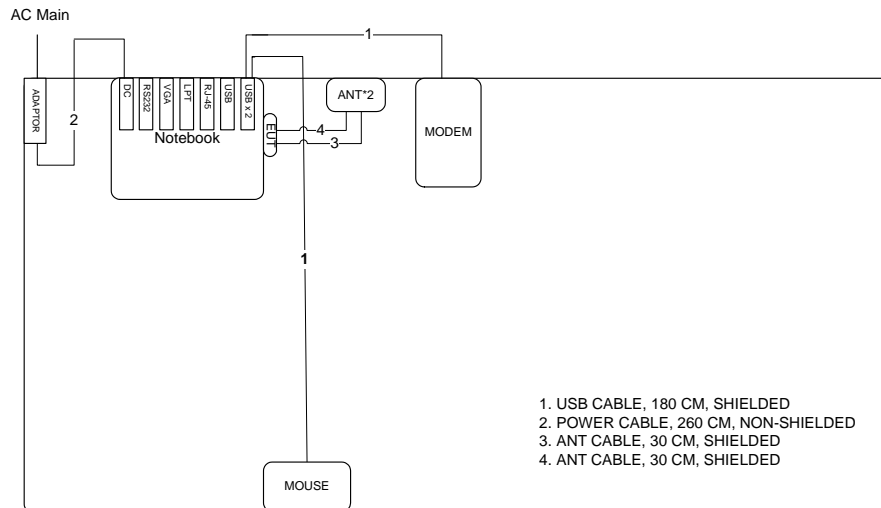 AC Main
1
ADAPTOR
2
DC
RS232
VGA
LPT
RJ-45
USB
USB x 2
Notebook
EUT
4
3
ANT*2
MODEM
1
MOUSE
1. USB CABLE, 180 CM, SHIELDED
2. POWER CABLE, 260 CM, NON-SHIELDED
3. ANT CABLE, 30 CM, SHIELDED
4. ANT CABLE, 30 CM, SHIELDED